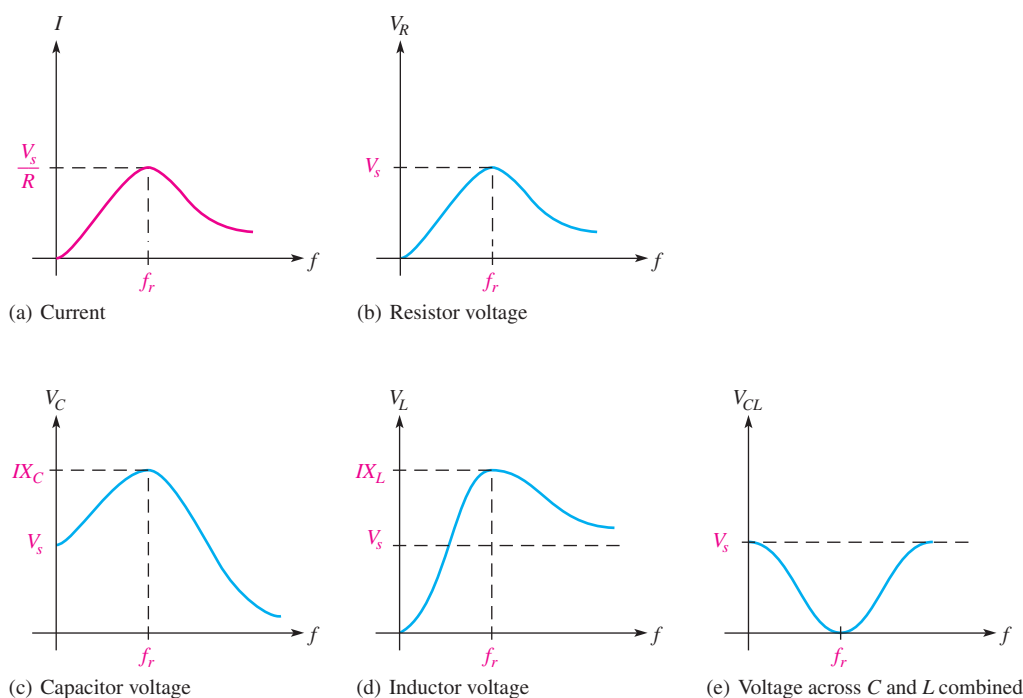 I
V_R
V_s/R
V_s
f
f
f_r
f_r
(a) Current
(b) Resistor voltage
V_C
V_L
V_CL
IX_C
IX_L
V_s
V_s
V_s
f
f
f
f_r
f_r
f_r
(c) Capacitor voltage
(d) Inductor voltage
(e) Voltage across C and L combined